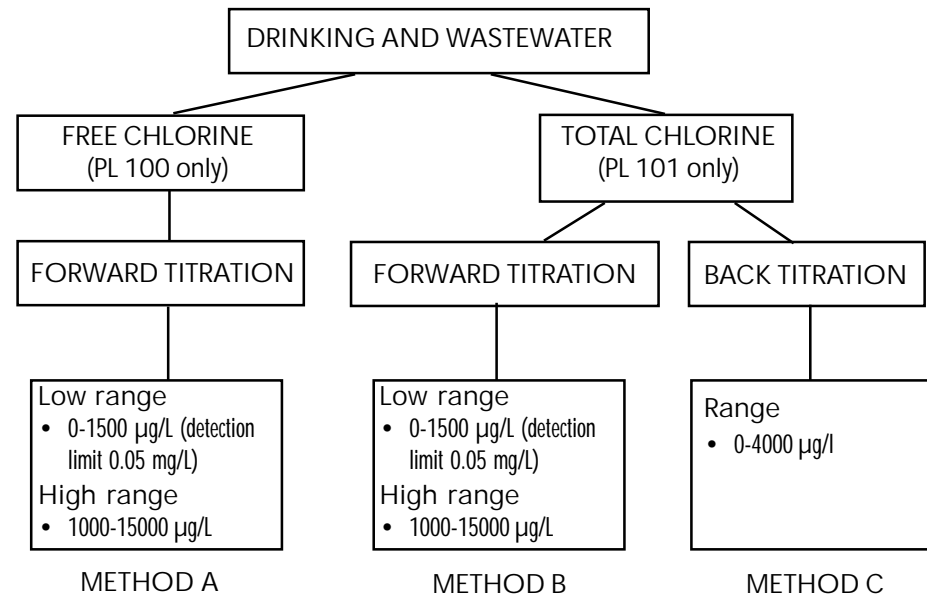 DRINKING AND WASTEWATER
FREE CHLORINE
(PL 100 only)
TOTAL CHLORINE
(PL 101 only)
FORWARD TITRATION
FORWARD TITRATION
BACK TITRATION
Low range
• 0-1500 µg/L (detection
limit 0.05 mg/L)
High range
• 1000-15000 µg/L
Low range
• 0-1500 µg/L (detection
limit 0.05 mg/L)
High range
• 1000-15000 µg/L
Range
• 0-4000 µg/l
METHOD A
METHOD B
METHOD C